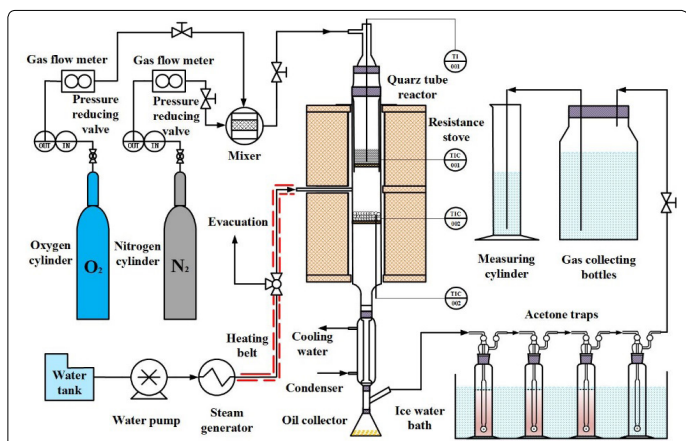 Gas flow meter
Gas flow meter
Pressure
reducing
valve
Pressure
reducing
valve
OUT
IN
OUT
IN
Mixer
TI
001
Quarz tube
reactor
Resistance
stove
TIC
001
TIC
002
TIC
002
Evacuation
Oxygen
cylinder
O2
Nitrogen
cylinder
N2
Measuring
cylinder
Gas collecting
bottles
Heating
belt
Cooling
water
Condenser
Acetone traps
Water
tank
Water pump
Steam
generator
Oil collector
Ice water
bath